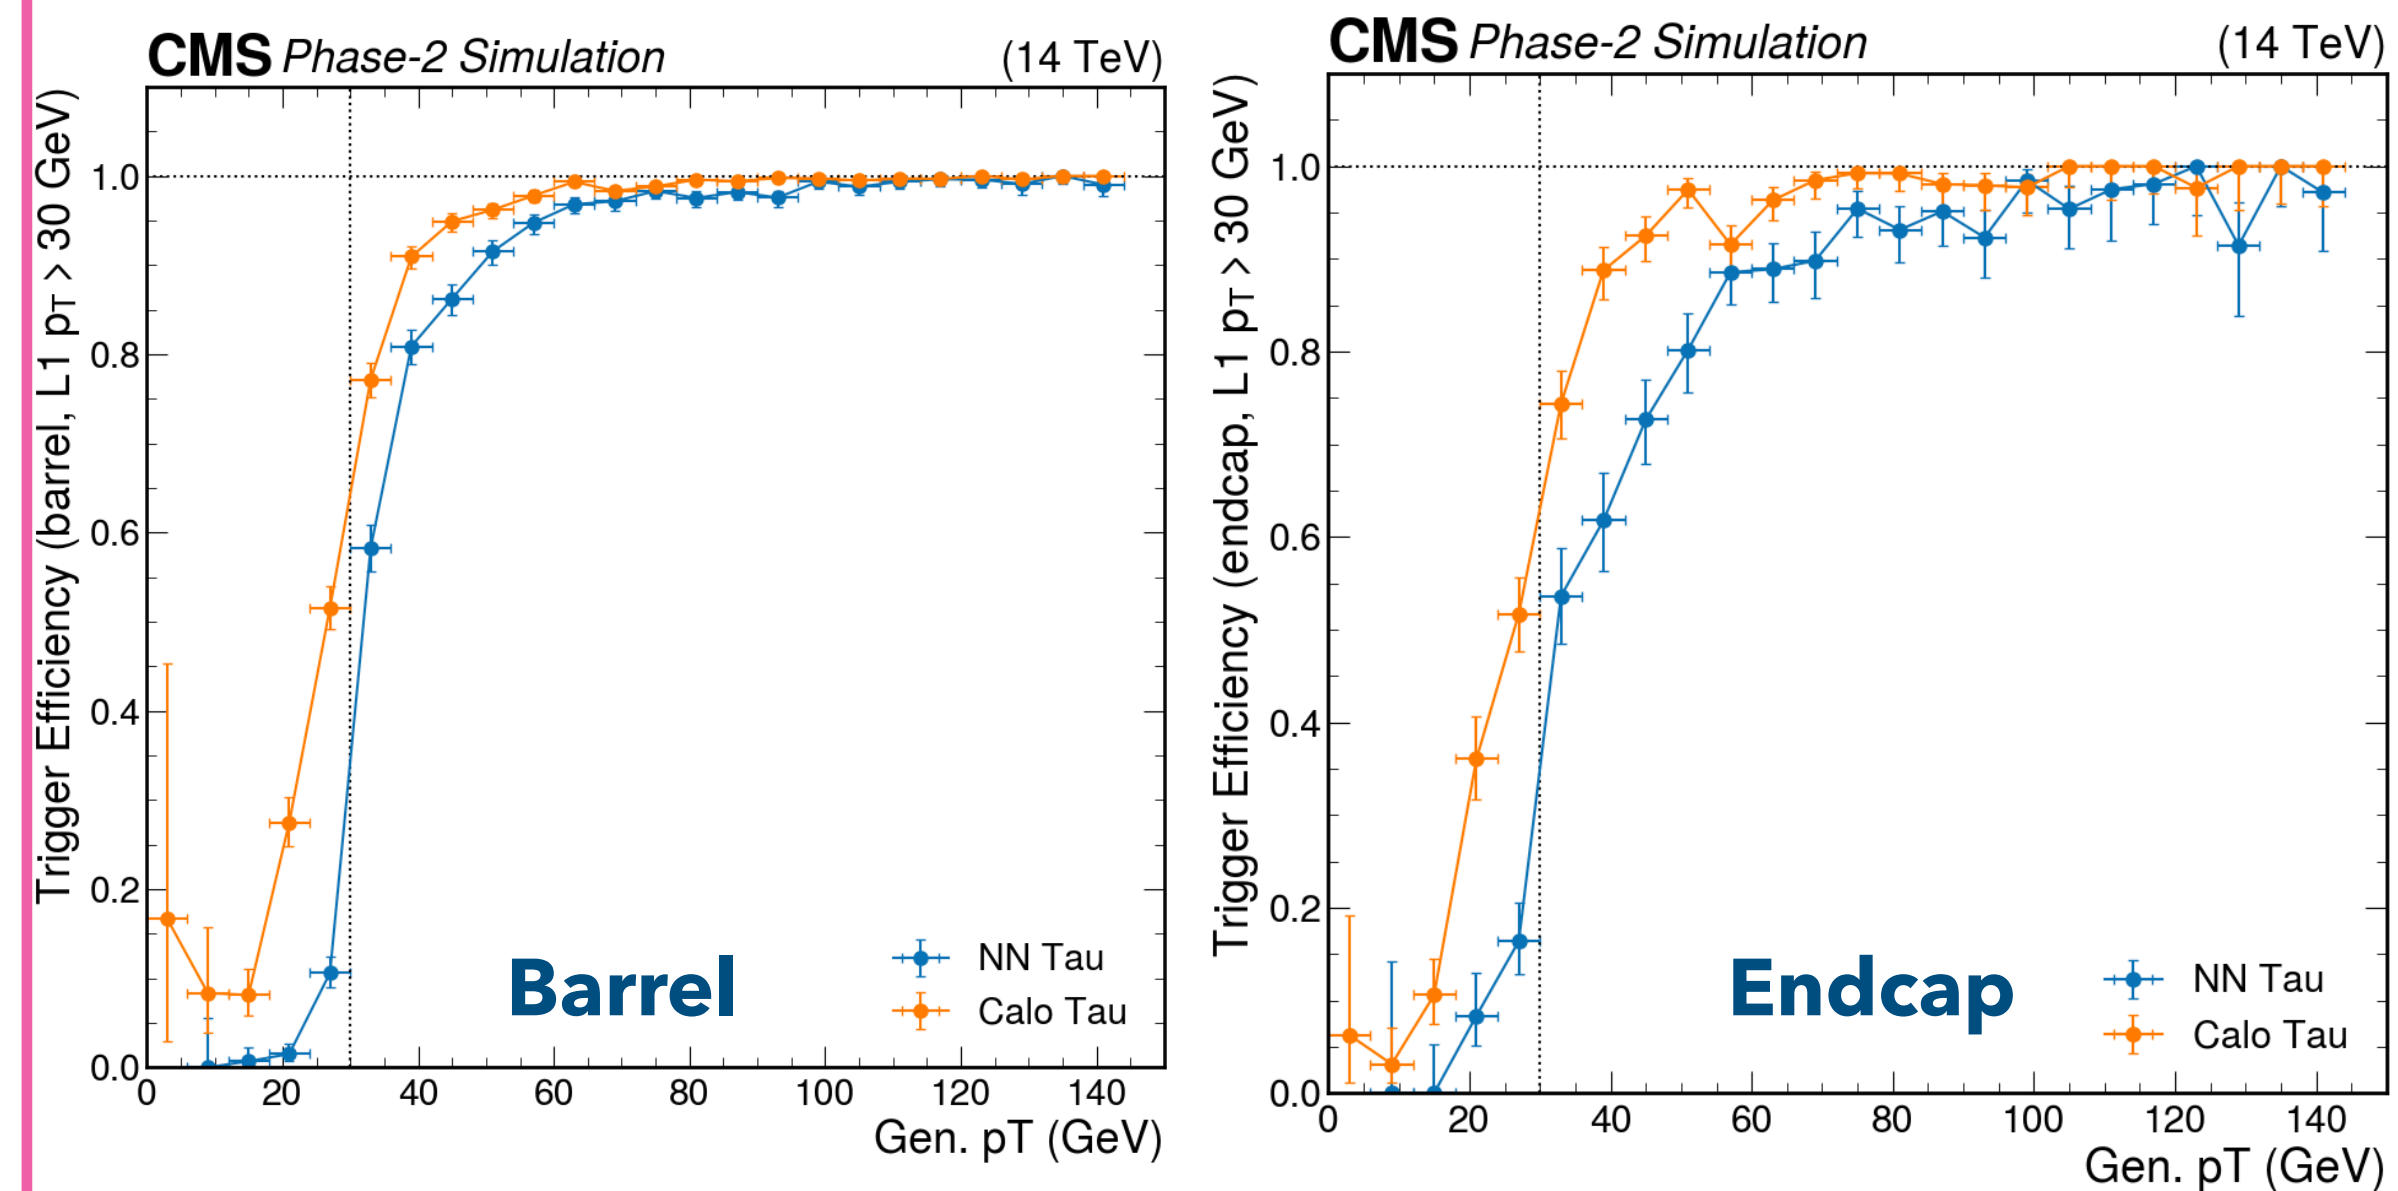 CMS Phase-2 Simulation (14 TeV)
Trigger Efficiency (barrel, L1 pT > 30 GeV)
1.0
0.8
0.6
0.4
0.2
0.0
0 20 40 60 80 100 120 140
Gen. pT (GeV)
Barrel
NN Tau
Calo Tau
CMS Phase-2 Simulation (14 TeV)
Trigger Efficiency (endcap, L1 pT > 30 GeV)
1.0
0.8
0.6
0.4
0.2
0.0
0 20 40 60 80 100 120 140
Gen. pT (GeV)
Endcap
NN Tau
Calo Tau